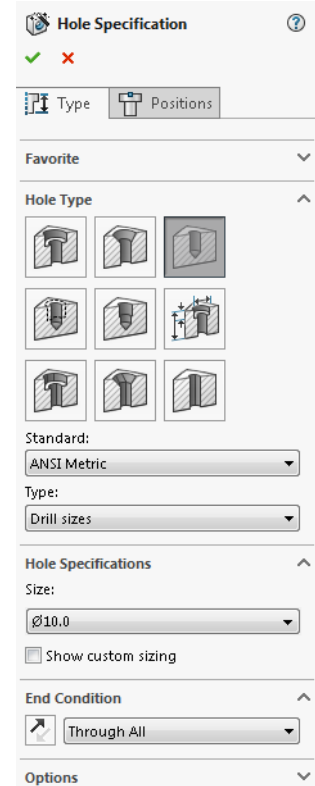 Hole Specification
Type
Positions
Favorite
Hole Type
Standard:
ANSI Metric
Type:
Drill sizes
Hole Specifications
Size:
Ø10.0
Show custom sizing
End Condition
Through All
Options